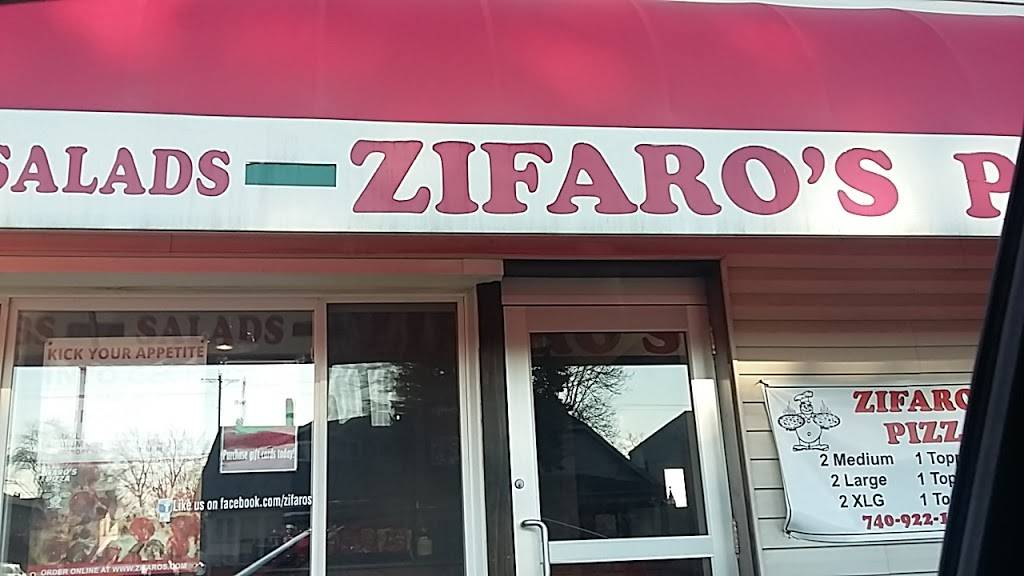 SALADS ZIFARO'S P
SALADS
KICK YOUR APPETITE
Purchase gift cards today!
Like us on facebook.com/zifaros
ORDER ONLINE AT WWW.ZIFAROS.COM
ZIFARO
PIZZ
2 Medium 1 Topp
2 Large 1 Top
2 XLG 1 To
740-922-1